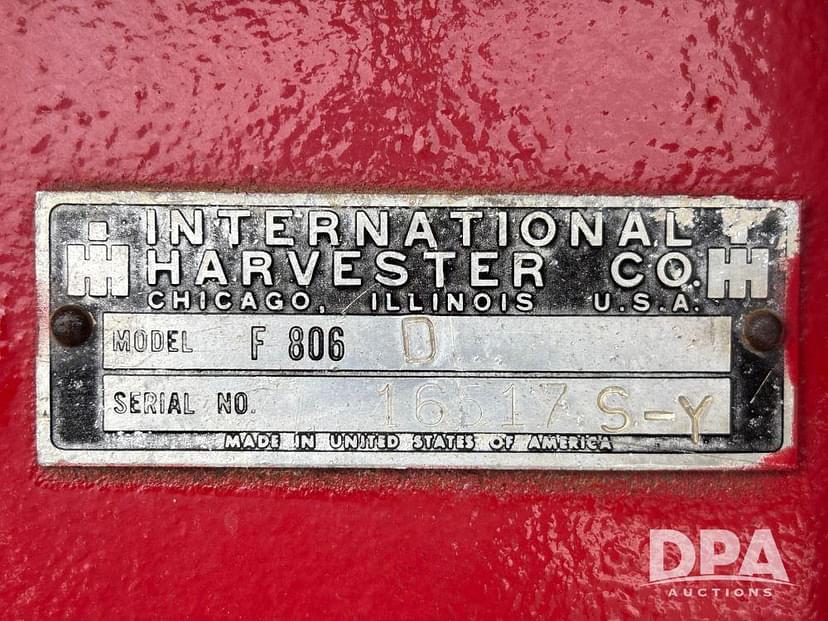 INTERNATIONAL
HARVESTER CO.
CHICAGO, ILLINOIS U.S.A.
MODEL F 806 D
SERIAL NO. 16517 S-Y
MADE IN UNITED STATES OF AMERICA
DPA
AUCTIONS